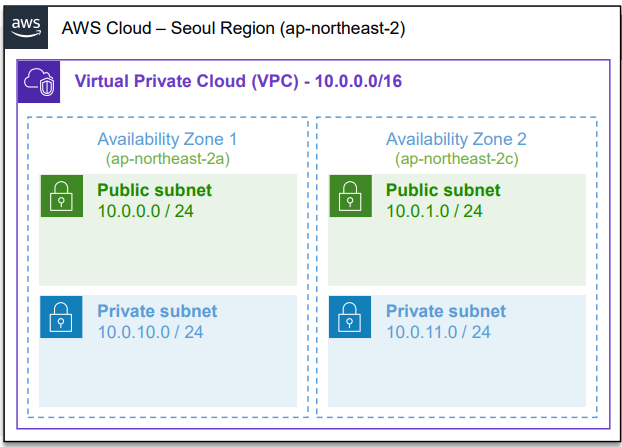 aws
AWS Cloud – Seoul Region (ap-northeast-2)
Virtual Private Cloud (VPC) - 10.0.0.0/16
Availability Zone 1
(ap-northeast-2a)
Public subnet
10.0.0.0 / 24
Private subnet
10.0.10.0 / 24
Availability Zone 2
(ap-northeast-2c)
Public subnet
10.0.1.0 / 24
Private subnet
10.0.11.0 / 24